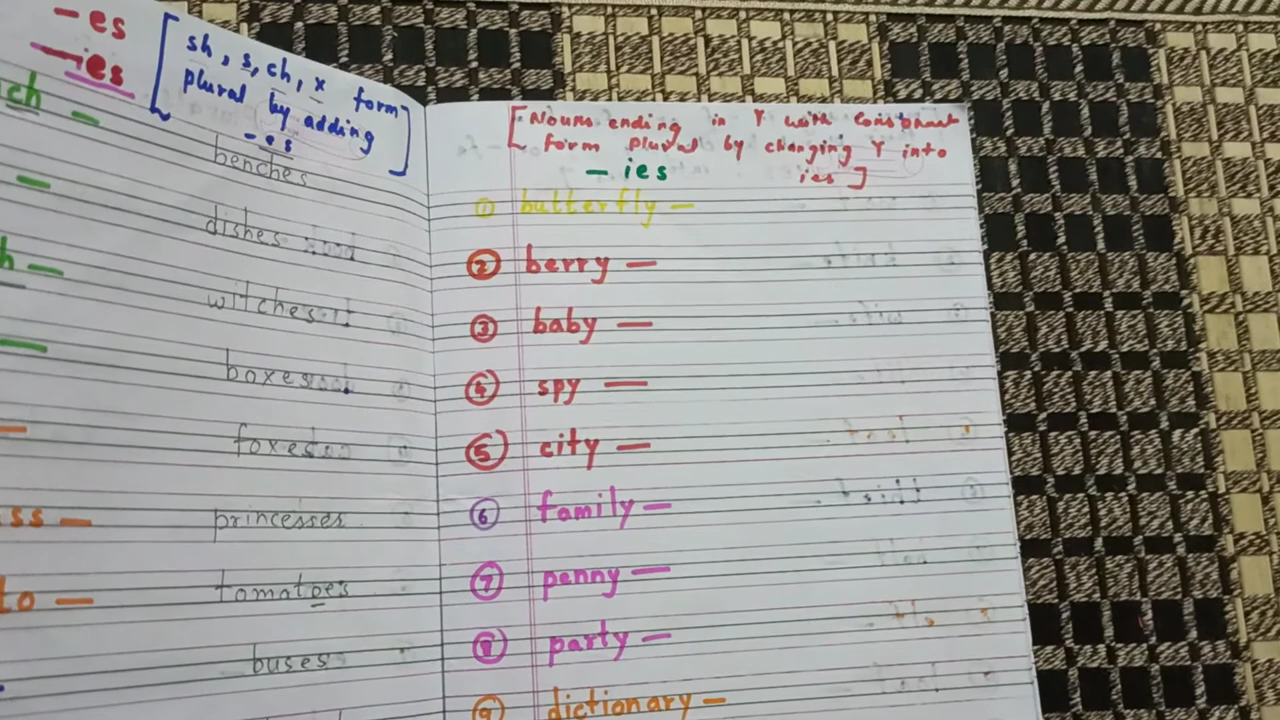 -es
-ies
[ sh, s, ch, x form
plural by adding
-es ]
ch -
benches
-
dishes
h -
witches
-
boxes
-
foxes
ss -
princesses
to -
tomatoes
buses
[ Nouns ending in Y with Consonant
form plural by changing Y into
- ies ies ]
① butterfly -
② berry -
③ baby -
④ spy -
⑤ city -
⑥ family -
⑦ penny -
⑧ party -
⑨ dictionary -